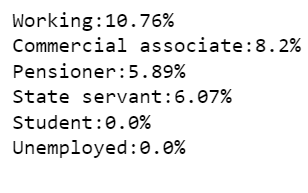 Working:10.76%
Commercial associate:8.2%
Pensioner:5.89%
State servant:6.07%
Student:0.0%
Unemployed:0.0%